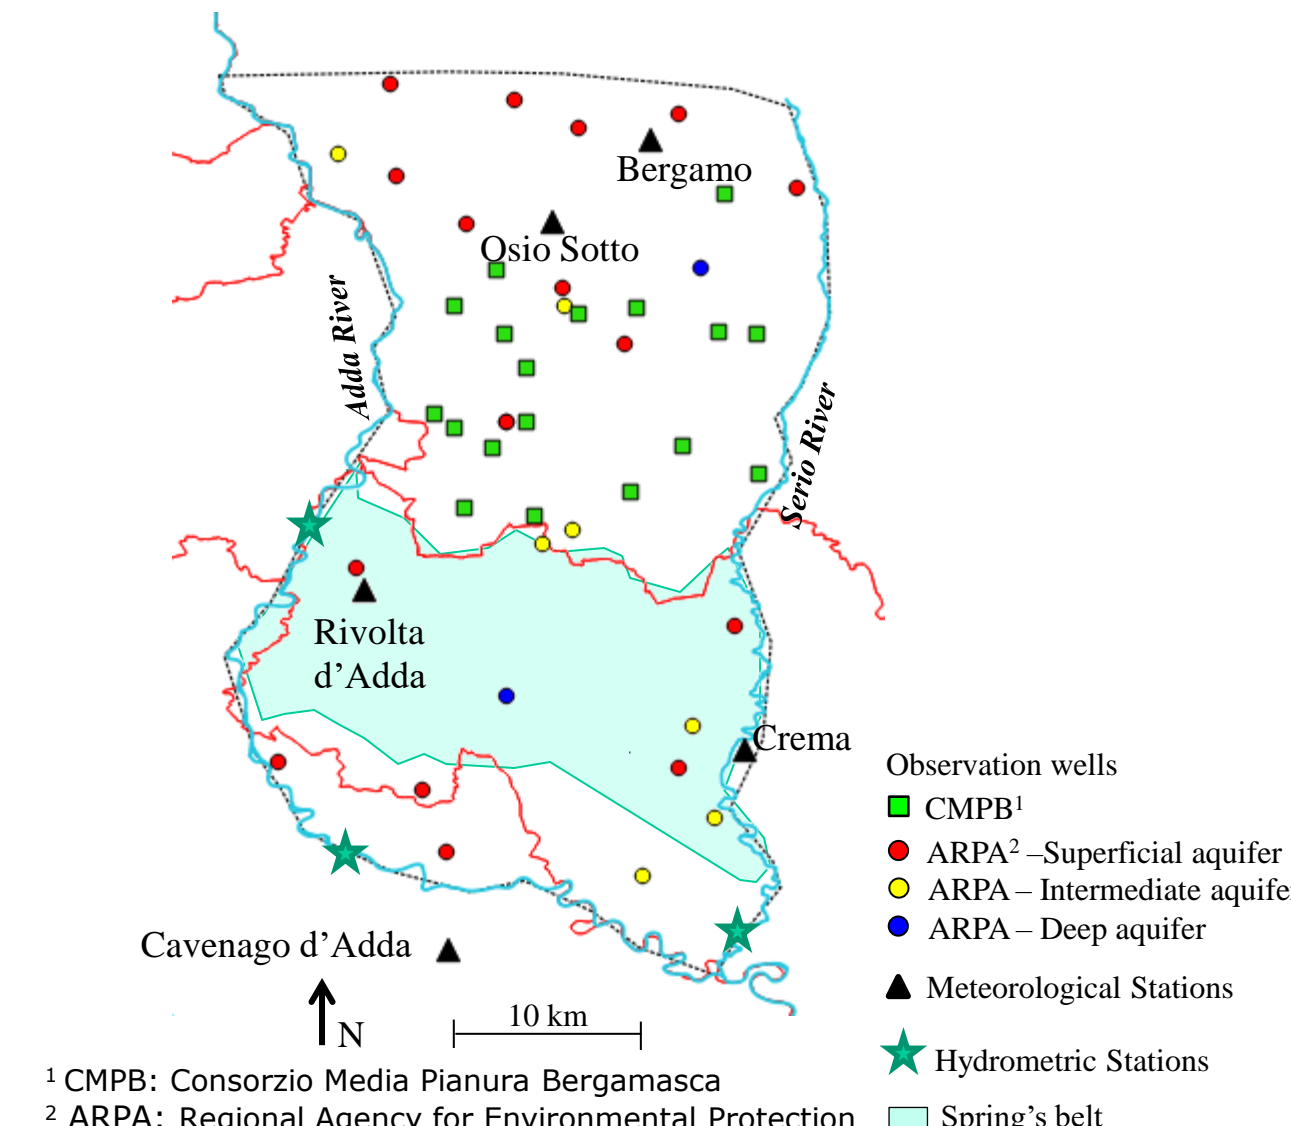 Bergamo
Osio Sotto
Adda River
Serio River
Rivolta
d’Adda
Crema
Observation wells
CMPB¹
ARPA² –Superficial aquifer
ARPA – Intermediate aquife
ARPA – Deep aquifer
Cavenago d’Adda
Meteorological Stations
10 km
N
Hydrometric Stations
¹ CMPB: Consorzio Media Pianura Bergamasca
² ARPA: Regional Agency for Environmental Protection
Spring’s belt